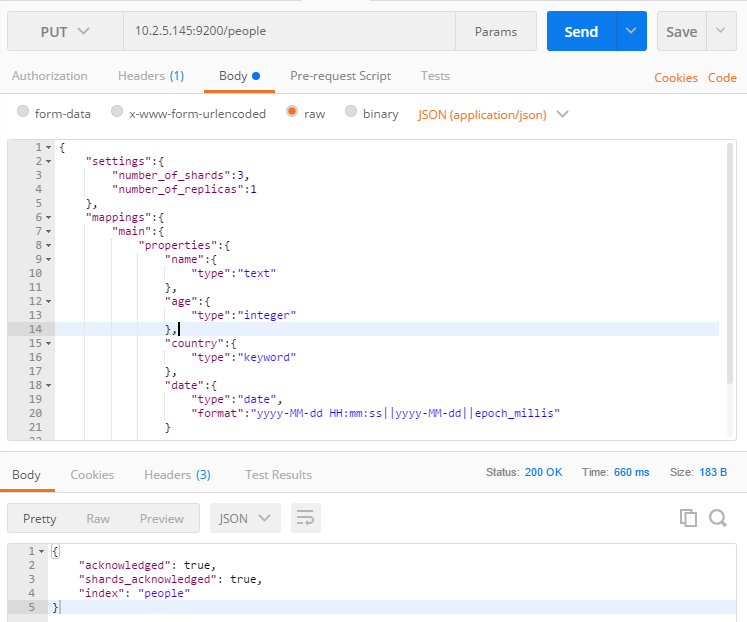 PUT 10.2.5.145:9200/people Params Send Save
Authorization Headers (1) Body Pre-request Script Tests Cookies Code
form-data x-www-form-urlencoded raw binary JSON (application/json)
1 {
2 "settings":{
3 "number_of_shards":3,
4 "number_of_replicas":1
5 },
6 "mappings":{
7 "main":{
8 "properties":{
9 "name":{
10 "type":"text"
11 },
12 "age":{
13 "type":"integer"
14 },
15 "country":{
16 "type":"keyword"
17 },
18 "date":{
19 "type":"date",
20 "format":"yyyy-MM-dd HH:mm:ss||yyyy-MM-dd||epoch_millis"
21 }
Body Cookies Headers (3) Test Results Status: 200 OK Time: 660 ms Size: 183 B
Pretty Raw Preview JSON
1 {
2 "acknowledged": true,
3 "shards_acknowledged": true,
4 "index": "people"
5 }